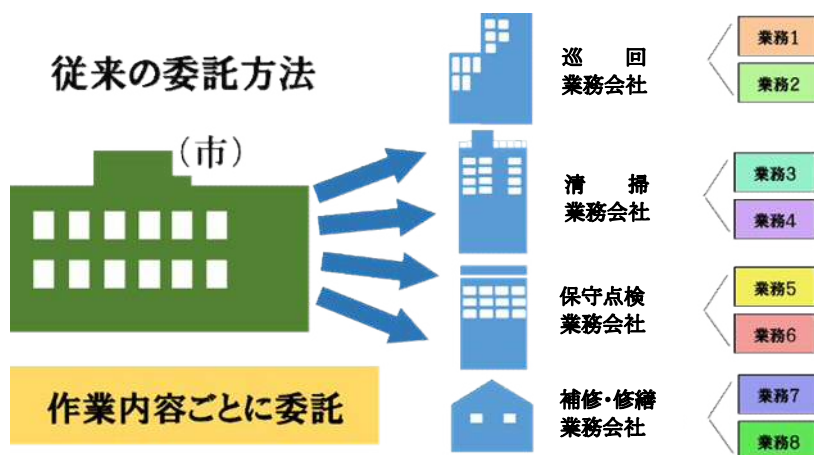 従来の委託方法
(市)
作業内容ごとに委託
巡　回
業務会社
業務1
業務2
清　掃
業務会社
業務3
業務4
保守点検
業務会社
業務5
業務6
補修・修繕
業務会社
業務7
業務8